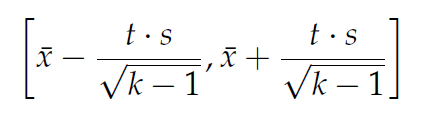 [x̄ − t · s / √(k − 1), x̄ + t · s / √(k − 1)]